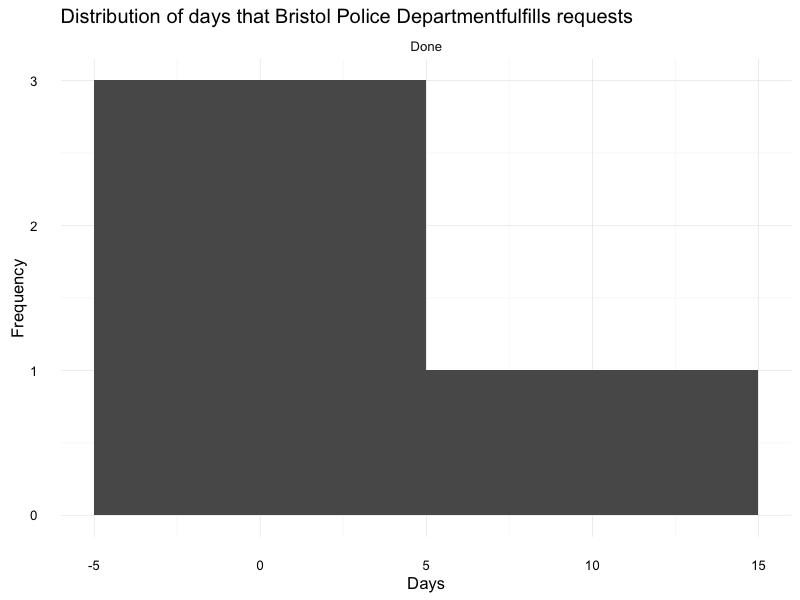 Distribution of days that Bristol Police Departmentfulfills requests
Done
3
2
1
0
Frequency
-5 0 5 10 15
Days